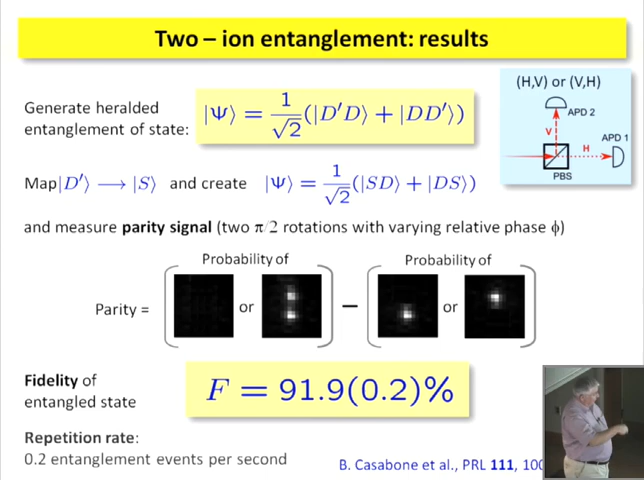 Two – ion entanglement: results
Generate heralded
entanglement of state:
|Ψ⟩ = 1/√2 (|D′D⟩ + |DD′⟩)
(H,V) or (V,H)
APD 2
APD 1
V
H
PBS
Map |D′⟩ ⟶ |S⟩ and create |Ψ⟩ = 1/√2 (|SD⟩ + |DS⟩)
and measure parity signal (two π/2 rotations with varying relative phase ϕ)
Probability of
Probability of
Parity = or − or
Fidelity of
entangled state
F = 91.9(0.2)%
Repetition rate:
0.2 entanglement events per second
B. Casabone et al., PRL 111,